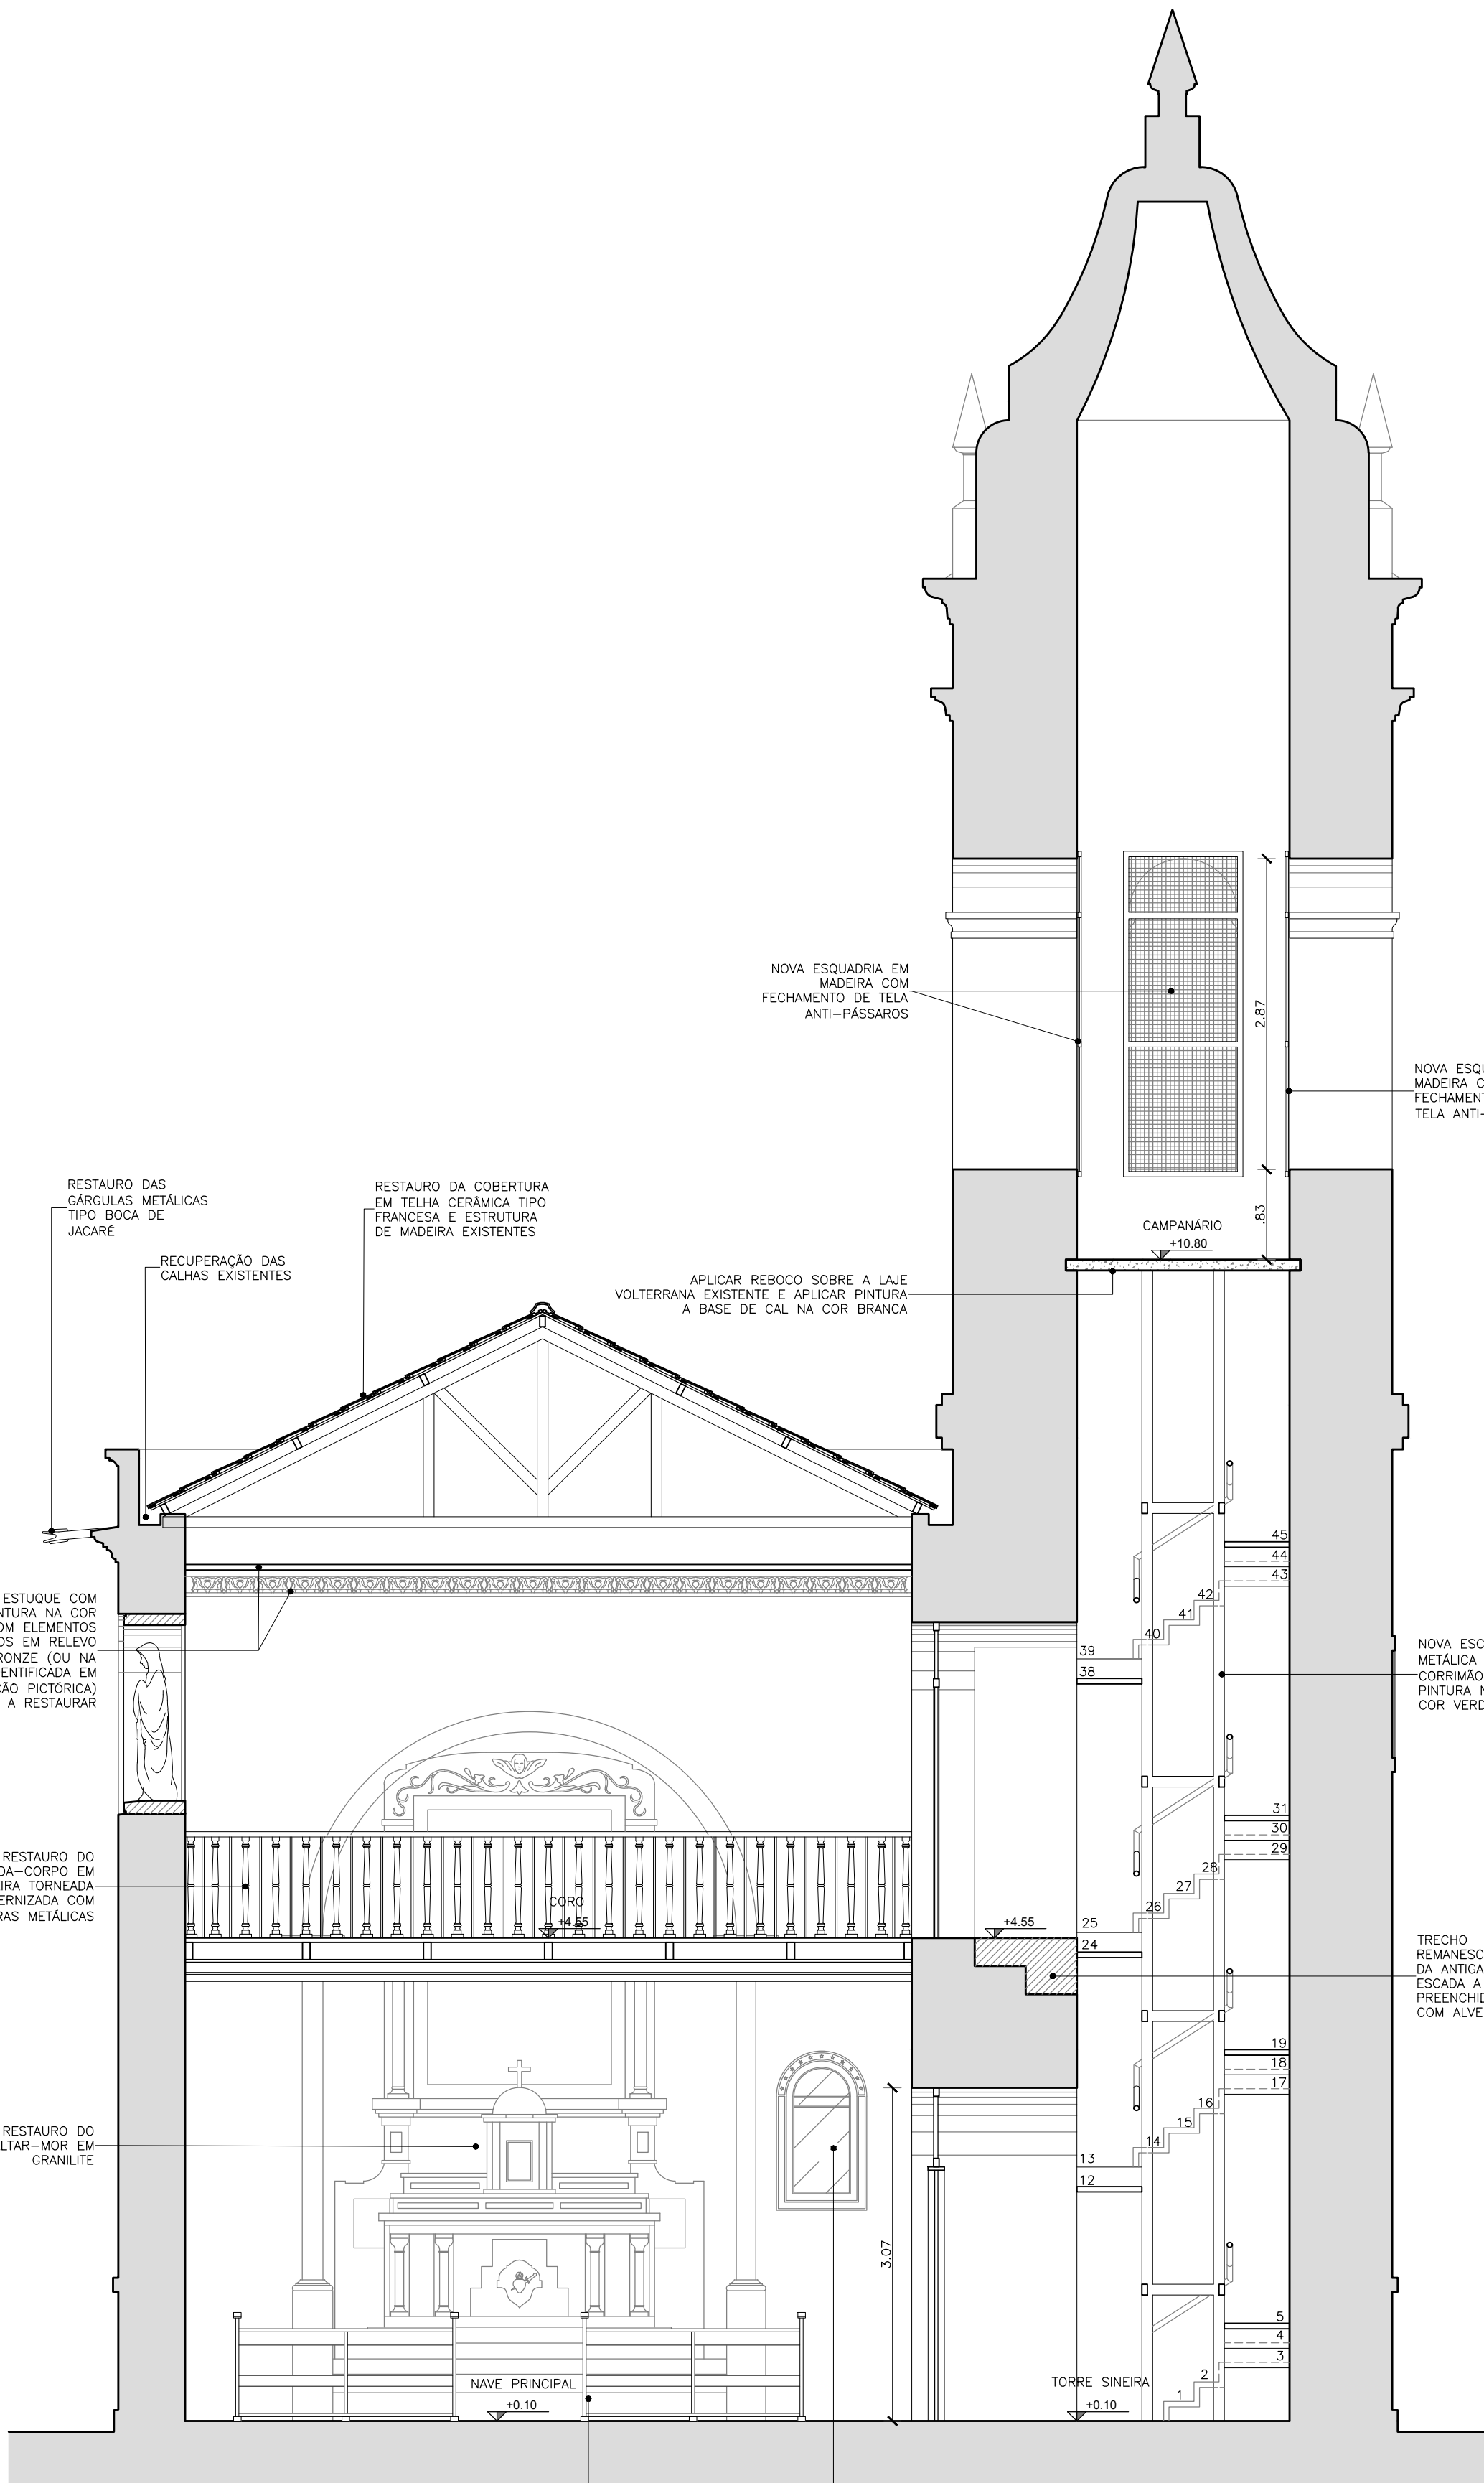 NOVA ESQUADRIA EM
MADEIRA COM
FECHAMENTO DE TELA
ANTI-PÁSSAROS
2.87
NOVA ESQU
MADEIRA C
FECHAMENT
TELA ANTI-
RESTAURO DAS
GÁRGULAS METÁLICAS
TIPO BOCA DE
JACARÉ
RESTAURO DA COBERTURA
EM TELHA CERÂMICA TIPO
FRANCESA E ESTRUTURA
DE MADEIRA EXISTENTES
RECUPERAÇÃO DAS
CALHAS EXISTENTES
.83
CAMPANÁRIO
+10.80
APLICAR REBOCO SOBRE A LAJE
VOLTERRANA EXISTENTE E APLICAR PINTURA
A BASE DE CAL NA COR BRANCA
45
44
43
42
41
40
39
38
ESTUQUE COM
NTURA NA COR
OM ELEMENTOS
OS EM RELEVO
RONZE (OU NA
ENTIFICADA EM
ÇÃO PICTÓRICA)
A RESTAURAR
NOVA ESC
METÁLICA
CORRIMÃO
PINTURA N
COR VERD
31
30
29
28
27
26
25
24
RESTAURO DO
DA-CORPO EM
EIRA TORNEADA
ERNIZADA COM
RAS METÁLICAS
CORO
+4.55
+4.55
TRECHO
REMANESC
DA ANTIGA
ESCADA A
PREENCHID
COM ALVE
19
18
17
16
15
14
13
12
RESTAURO DO
LTAR-MOR EM
GRANILITE
3.07
5
4
3
2
1
NAVE PRINCIPAL
+0.10
TORRE SINEIRA
+0.10